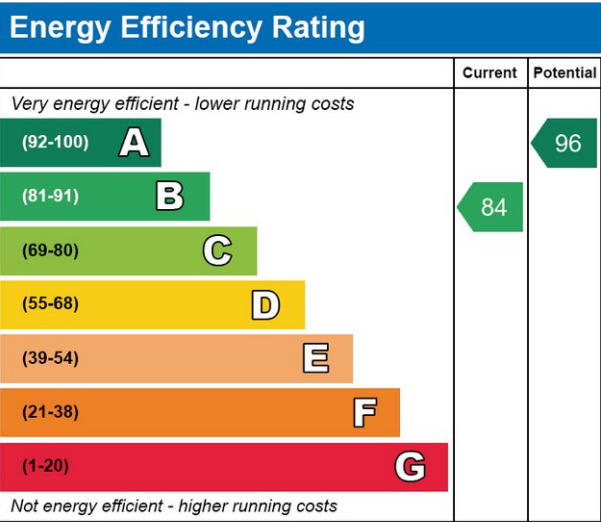 Energy Efficiency Rating
Current Potential
Very energy efficient - lower running costs
(92-100) A 96
(81-91) B 84
(69-80) C
(55-68) D
(39-54) E
(21-38) F
(1-20) G
Not energy efficient - higher running costs